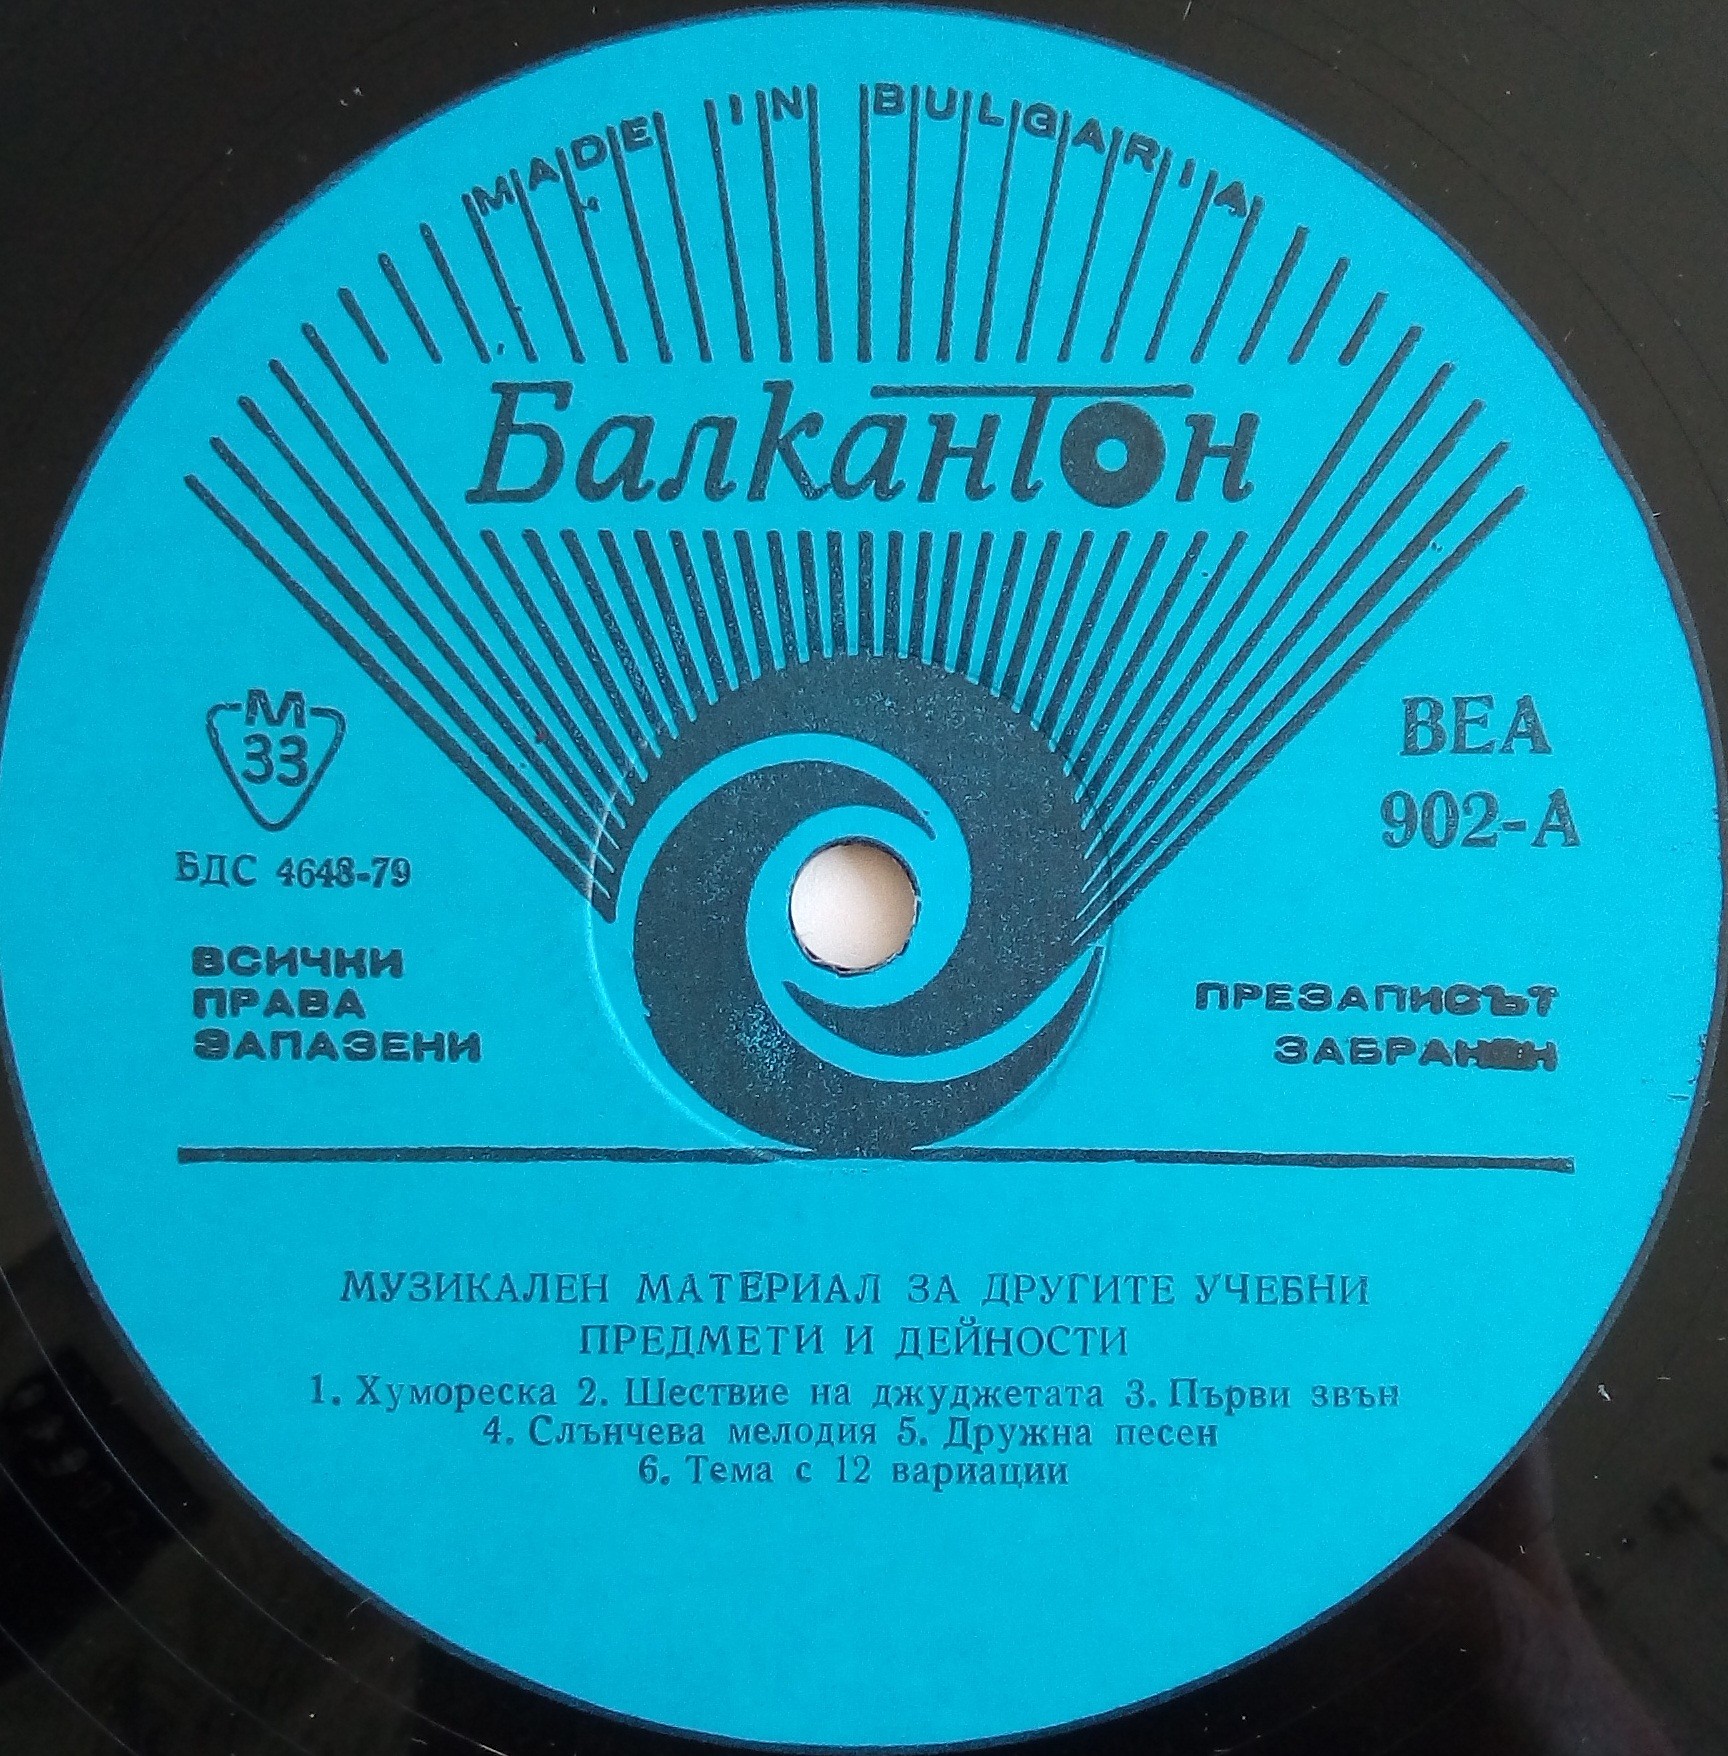 MADE IN BULGARIA
Балкантон
М
33
БДС 4648-79
ВСИЧКИ
ПРАВА
ЗАПАЗЕНИ
ВЕА
902-А
ПРЕЗАПИСЪТ
ЗАБРАНЕН
МУЗИКАЛЕН МАТЕРИАЛ ЗА ДРУГИТЕ УЧЕБНИ
ПРЕДМЕТИ И ДЕЙНОСТИ
1. Хумореска 2. Шествие на джуджетата 3. Първи звън
4. Слънчева мелодия 5. Дружна песен
6. Тема с 12 вариации